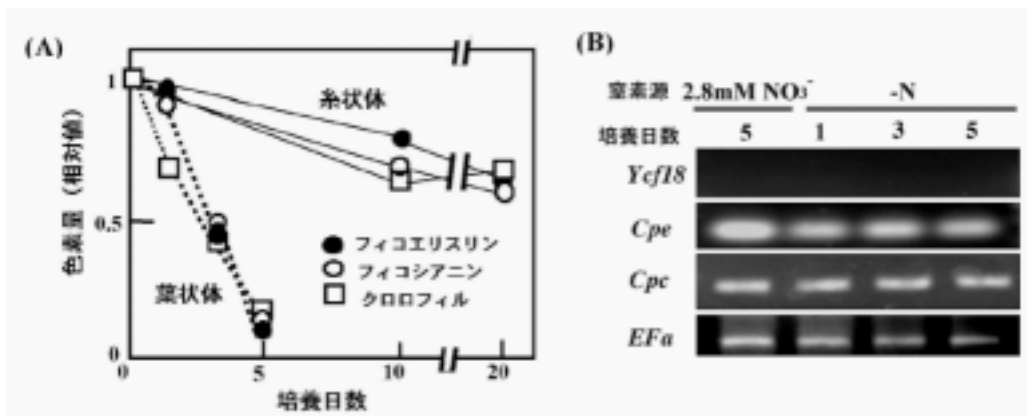 (A)
色素量 (相対値)
1
0.5
0
糸状体
葉状体
● フィコエリスリン
○ フィコシアニン
□ クロロフィル
0 5 10 20
培養日数
(B)
窒素源 2.8mM NO₃⁻ -N
培養日数 5 1 3 5
Ycf18
Cpe
Cpc
EFa